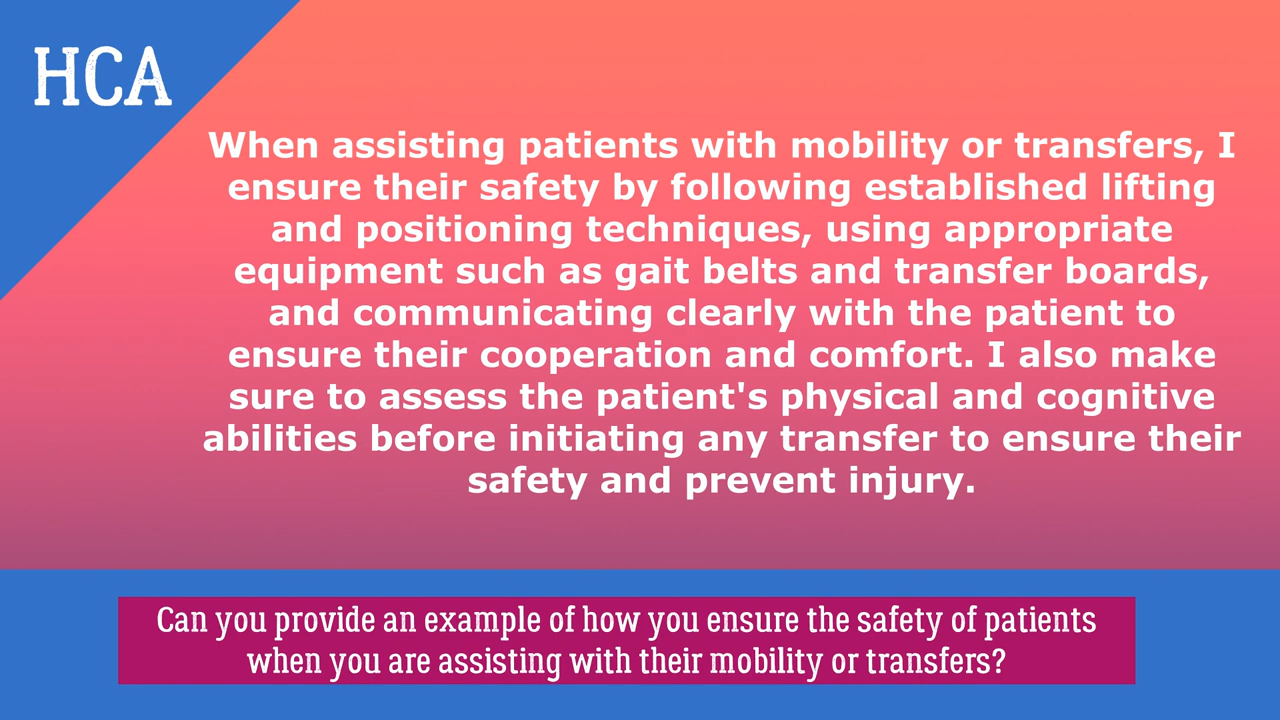 HCA
When assisting patients with mobility or transfers, I
ensure their safety by following established lifting
and positioning techniques, using appropriate
equipment such as gait belts and transfer boards,
and communicating clearly with the patient to
ensure their cooperation and comfort. I also make
sure to assess the patient's physical and cognitive
abilities before initiating any transfer to ensure their
safety and prevent injury.
Can you provide an example of how you ensure the safety of patients
when you are assisting with their mobility or transfers?